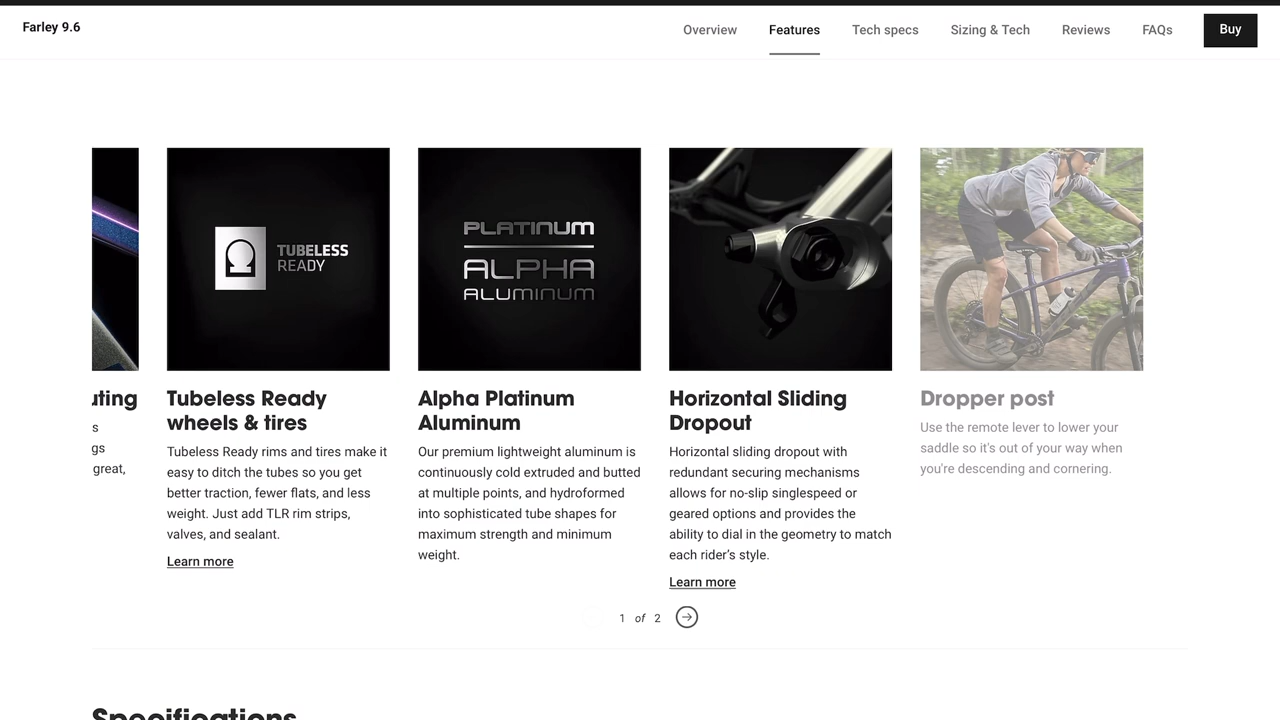 Farley 9.6
Overview
Features
Tech specs
Sizing & Tech
Reviews
FAQs
Buy
s
gs
great,
TUBELESS
READY
Tubeless Ready
wheels & tires
Tubeless Ready rims and tires make it
easy to ditch the tubes so you get
better traction, fewer flats, and less
weight. Just add TLR rim strips,
valves, and sealant.
Learn more
PLATINUM
ALPHA
ALUMINUM
Alpha Platinum
Aluminum
Our premium lightweight aluminum is
continuously cold extruded and butted
at multiple points, and hydroformed
into sophisticated tube shapes for
maximum strength and minimum
weight.
Horizontal Sliding
Dropout
Horizontal sliding dropout with
redundant securing mechanisms
allows for no-slip singlespeed or
geared options and provides the
ability to dial in the geometry to match
each rider's style.
Learn more
Dropper post
Use the remote lever to lower your
saddle so it's out of your way when
you're descending and cornering.
1 of 2
Specifications